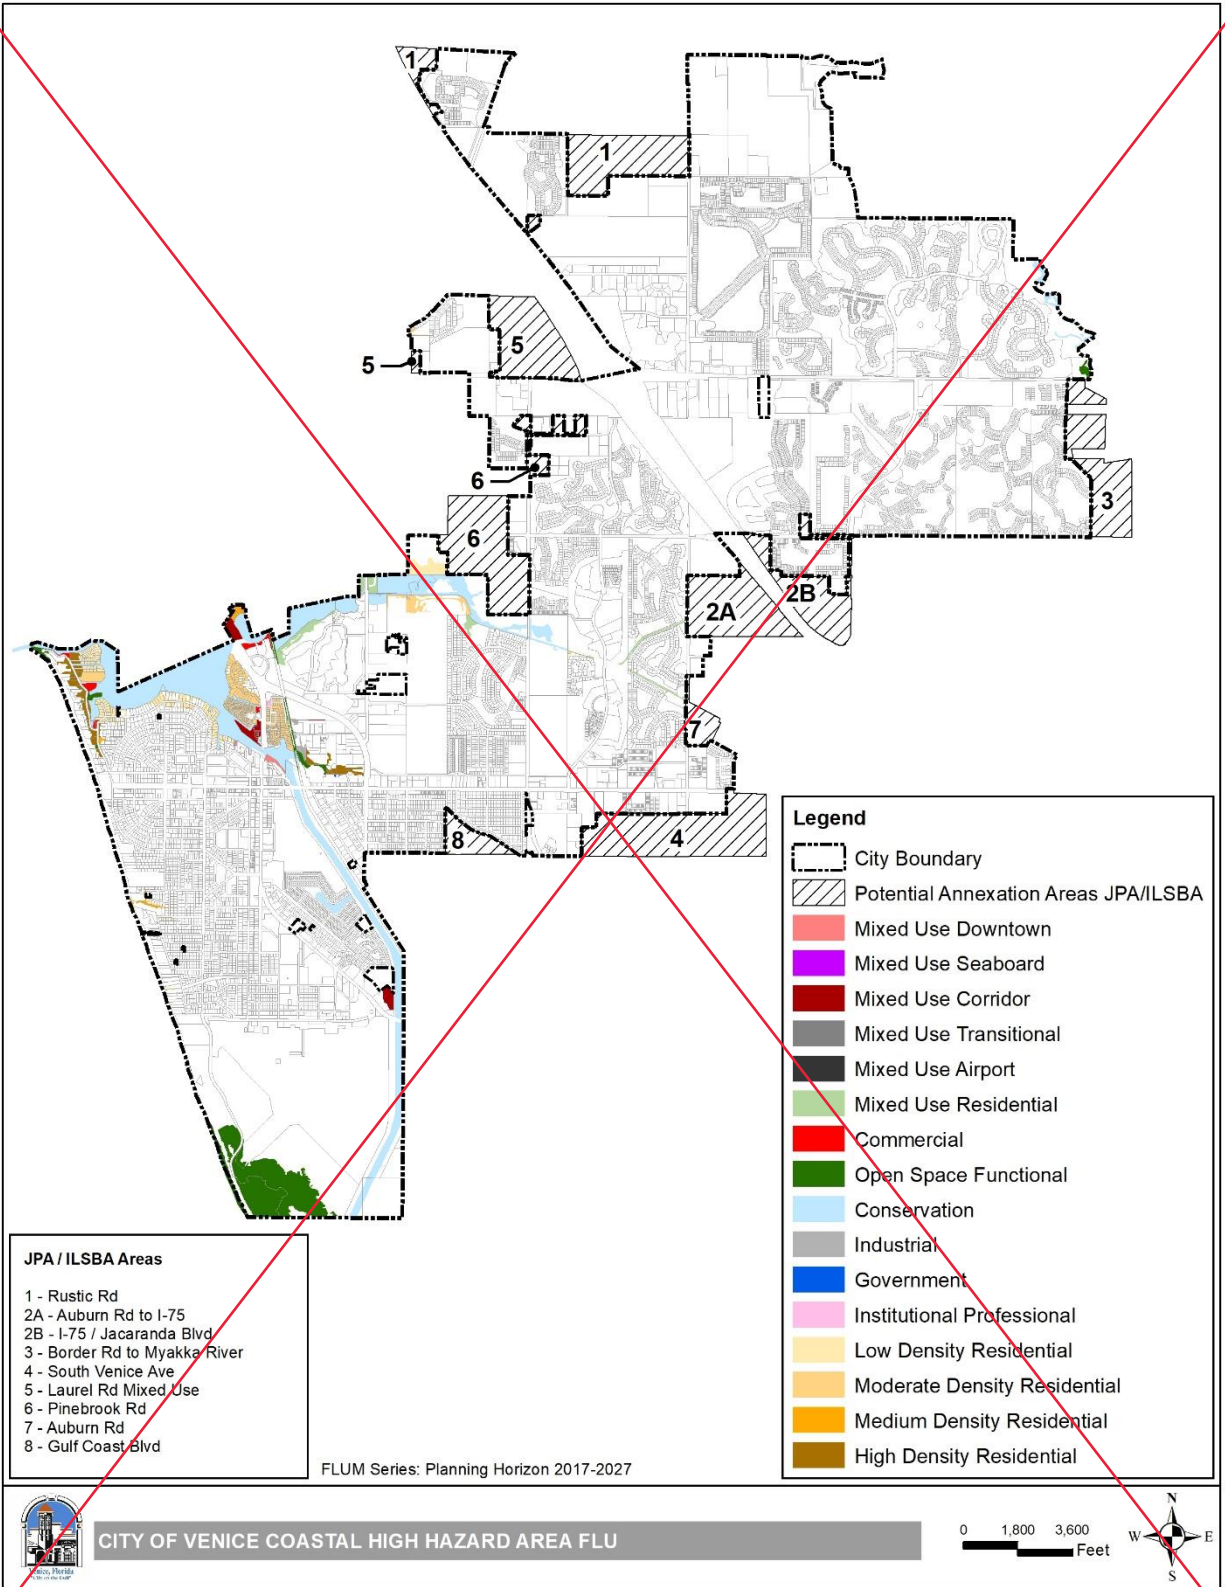 1
1
5
5
6
6
3
2A
2B
7
8
4
Legend
City Boundary
Potential Annexation Areas JPA/ILSBA
Mixed Use Downtown
Mixed Use Seaboard
Mixed Use Corridor
Mixed Use Transitional
Mixed Use Airport
Mixed Use Residential
Commercial
Open Space Functional
Conservation
Industrial
Government
Institutional Professional
Low Density Residential
Moderate Density Residential
Medium Density Residential
High Density Residential
JPA / ILSBA Areas
1 - Rustic Rd
2A - Auburn Rd to I-75
2B - I-75 / Jacaranda Blvd
3 - Border Rd to Myakka River
4 - South Venice Ave
5 - Laurel Rd Mixed Use
6 - Pinebrook Rd
7 - Auburn Rd
8 - Gulf Coast Blvd
FLUM Series: Planning Horizon 2017-2027
Venice, Florida
"City on the Gulf"
CITY OF VENICE COASTAL HIGH HAZARD AREA FLU
0 1,800 3,600
Feet
N
W E
S